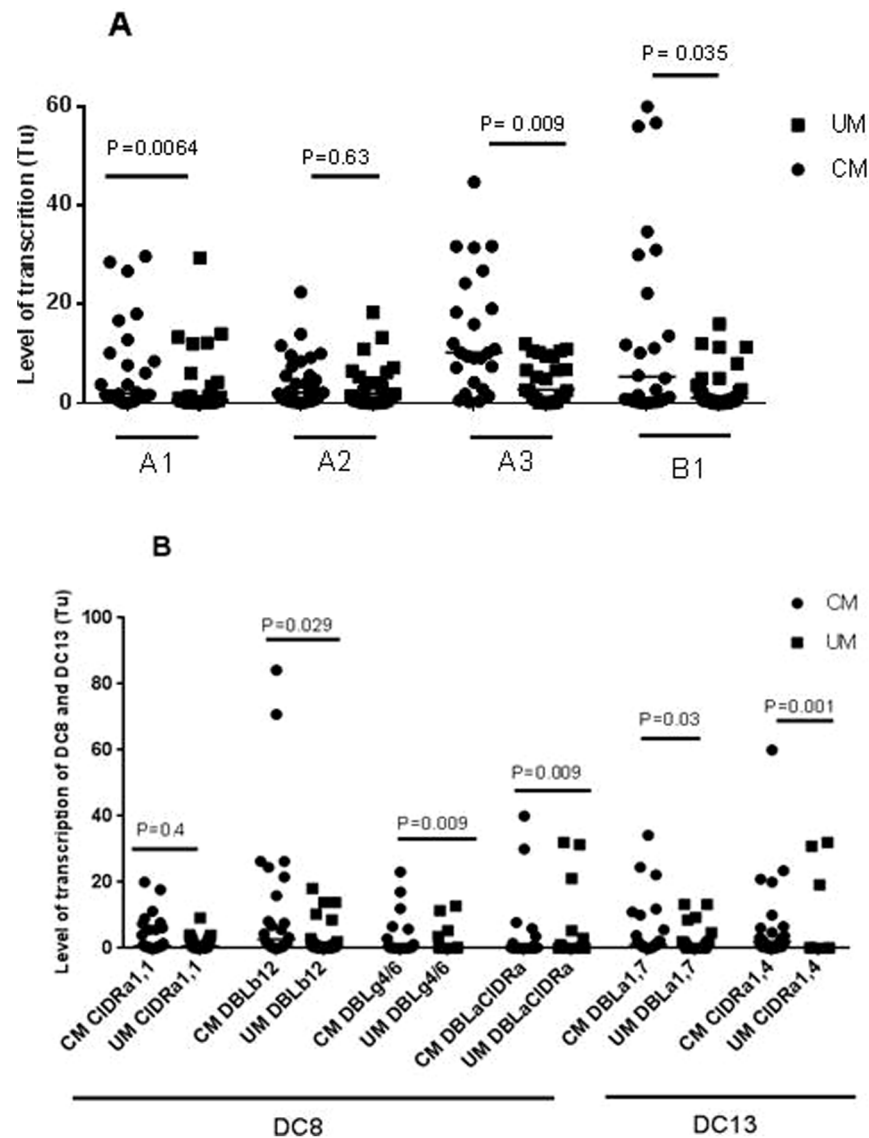 A
P= 0.035
P= 0.009
P=0.0064
P=0.63
UM
CM
Level of transcrition (Tu)
60
40
20
0
A1
A2
A3
B1
B
Level of transcription of DC8 and DC13 (Tu)
CM
UM
100
80
60
40
20
0
P=0.4
P=0.029
P=0.009
P=0.009
P=0.03
P=0.001
CM CIDRa1,1
UM CIDRa1,1
CM DBLb12
UM DBLb12
CM DBLg4/6
UM DBLg4/6
CM DBLaCIDRa
UM DBLaCIDRa
CM DBLa1,7
UM DBLa1,7
CM CIDRa1,4
UM CIDRa1,4
DC8
DC13